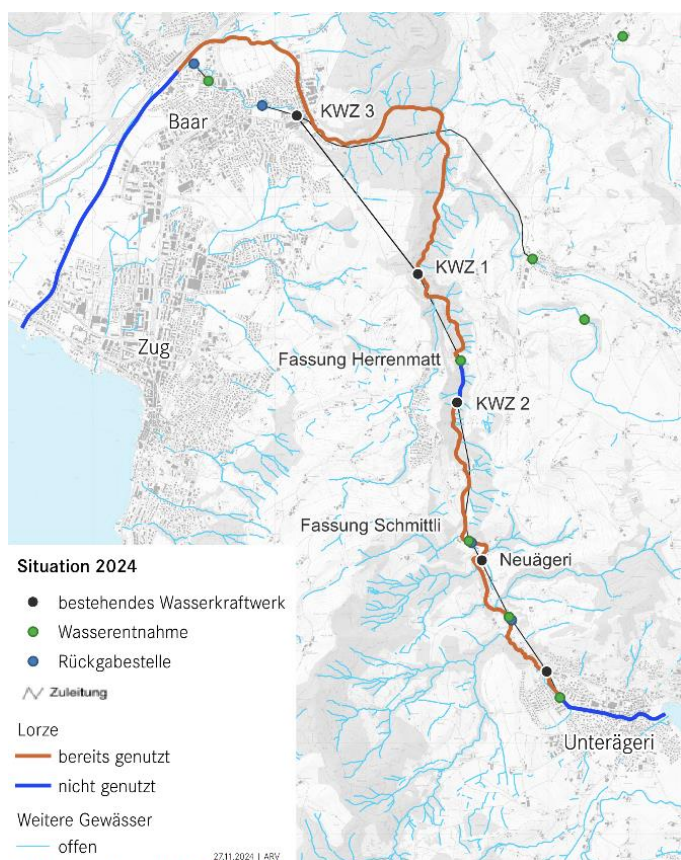 KWZ 3
Baar
KWZ 1
Zug
Fassung Herrenmatt
KWZ 2
Fassung Schmittli
Neuägeri
Unterägeri
Situation 2024
bestehendes Wasserkraftwerk
Wasserentnahme
Rückgabestelle
Zuleitung
Lorze
bereits genutzt
nicht genutzt
Weitere Gewässer
offen
27.11.2024 | ARV